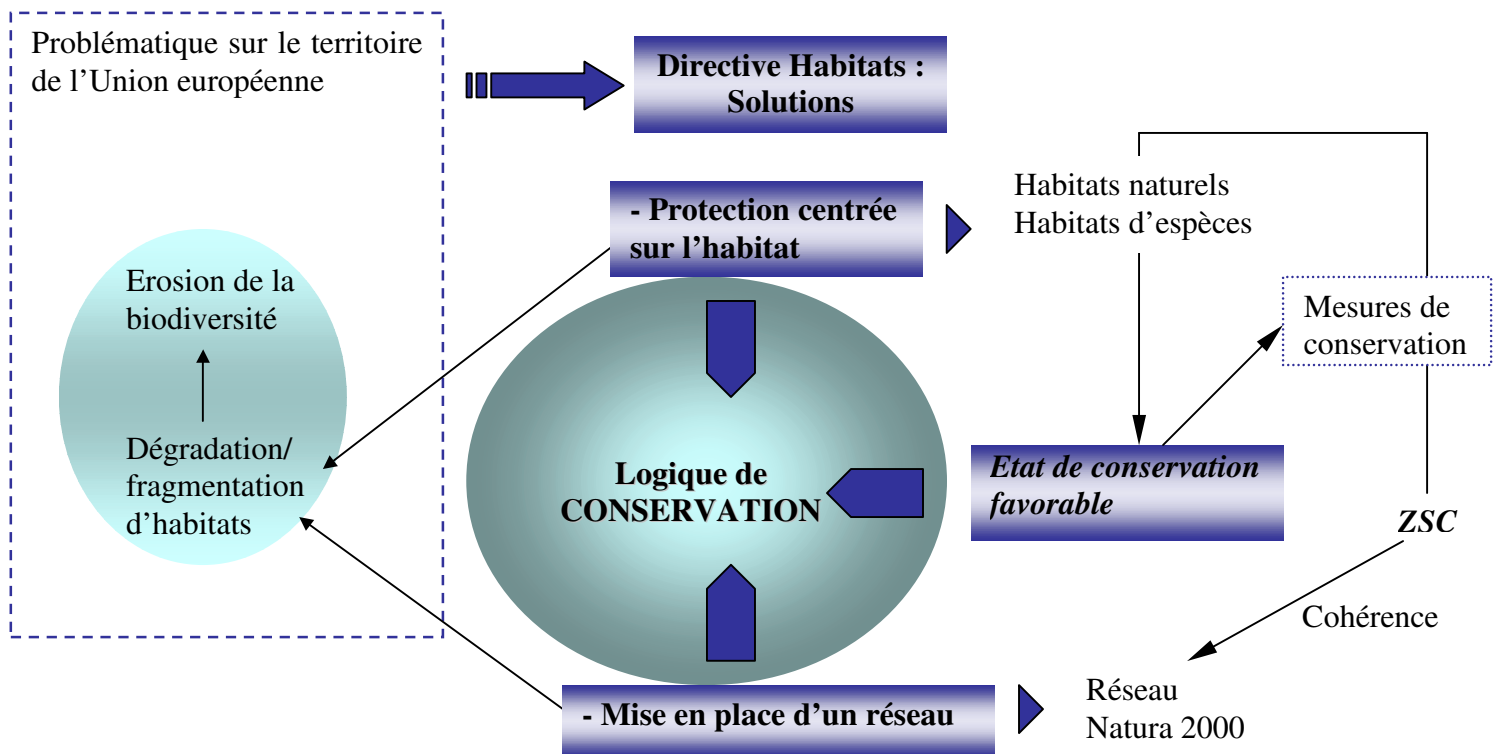 Problématique sur le territoire
de l’Union européenne
Directive Habitats :
Solutions
- Protection centrée
sur l’habitat
Habitats naturels
Habitats d’espèces
Erosion de la
biodiversité
Dégradation/
fragmentation
d’habitats
Mesures de
conservation
Logique de
CONSERVATION
Etat de conservation
favorable
ZSC
Cohérence
- Mise en place d’un réseau
Réseau
Natura 2000